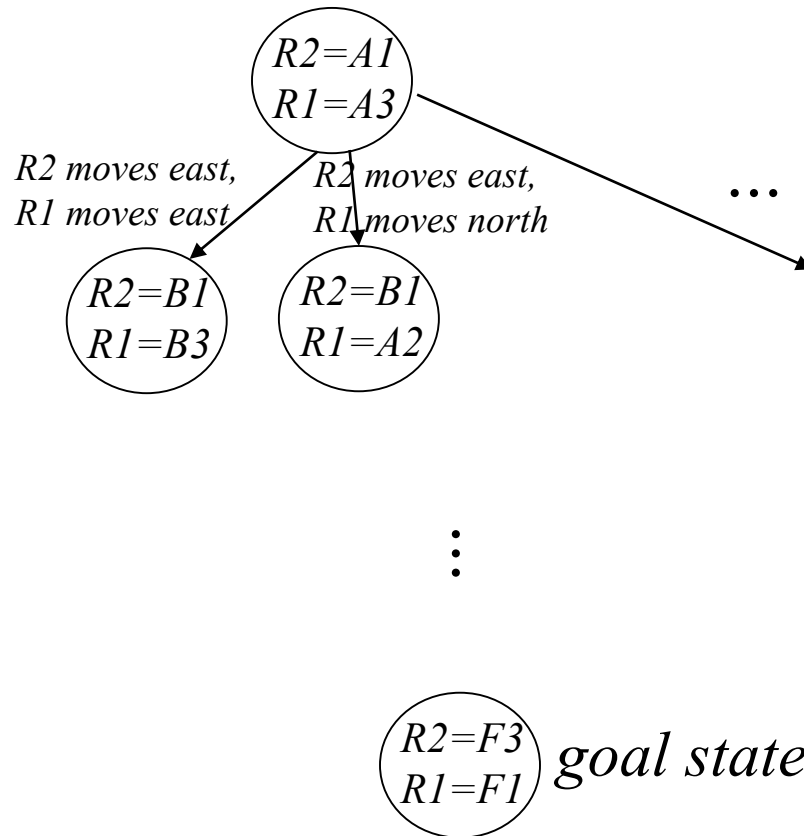 R2=A1
R1=A3
R2 moves east,
R1 moves east
R2 moves east,
R1 moves north
...
R2=B1
R1=B3
R2=B1
R1=A2
⋮
R2=F3
R1=F1
goal state